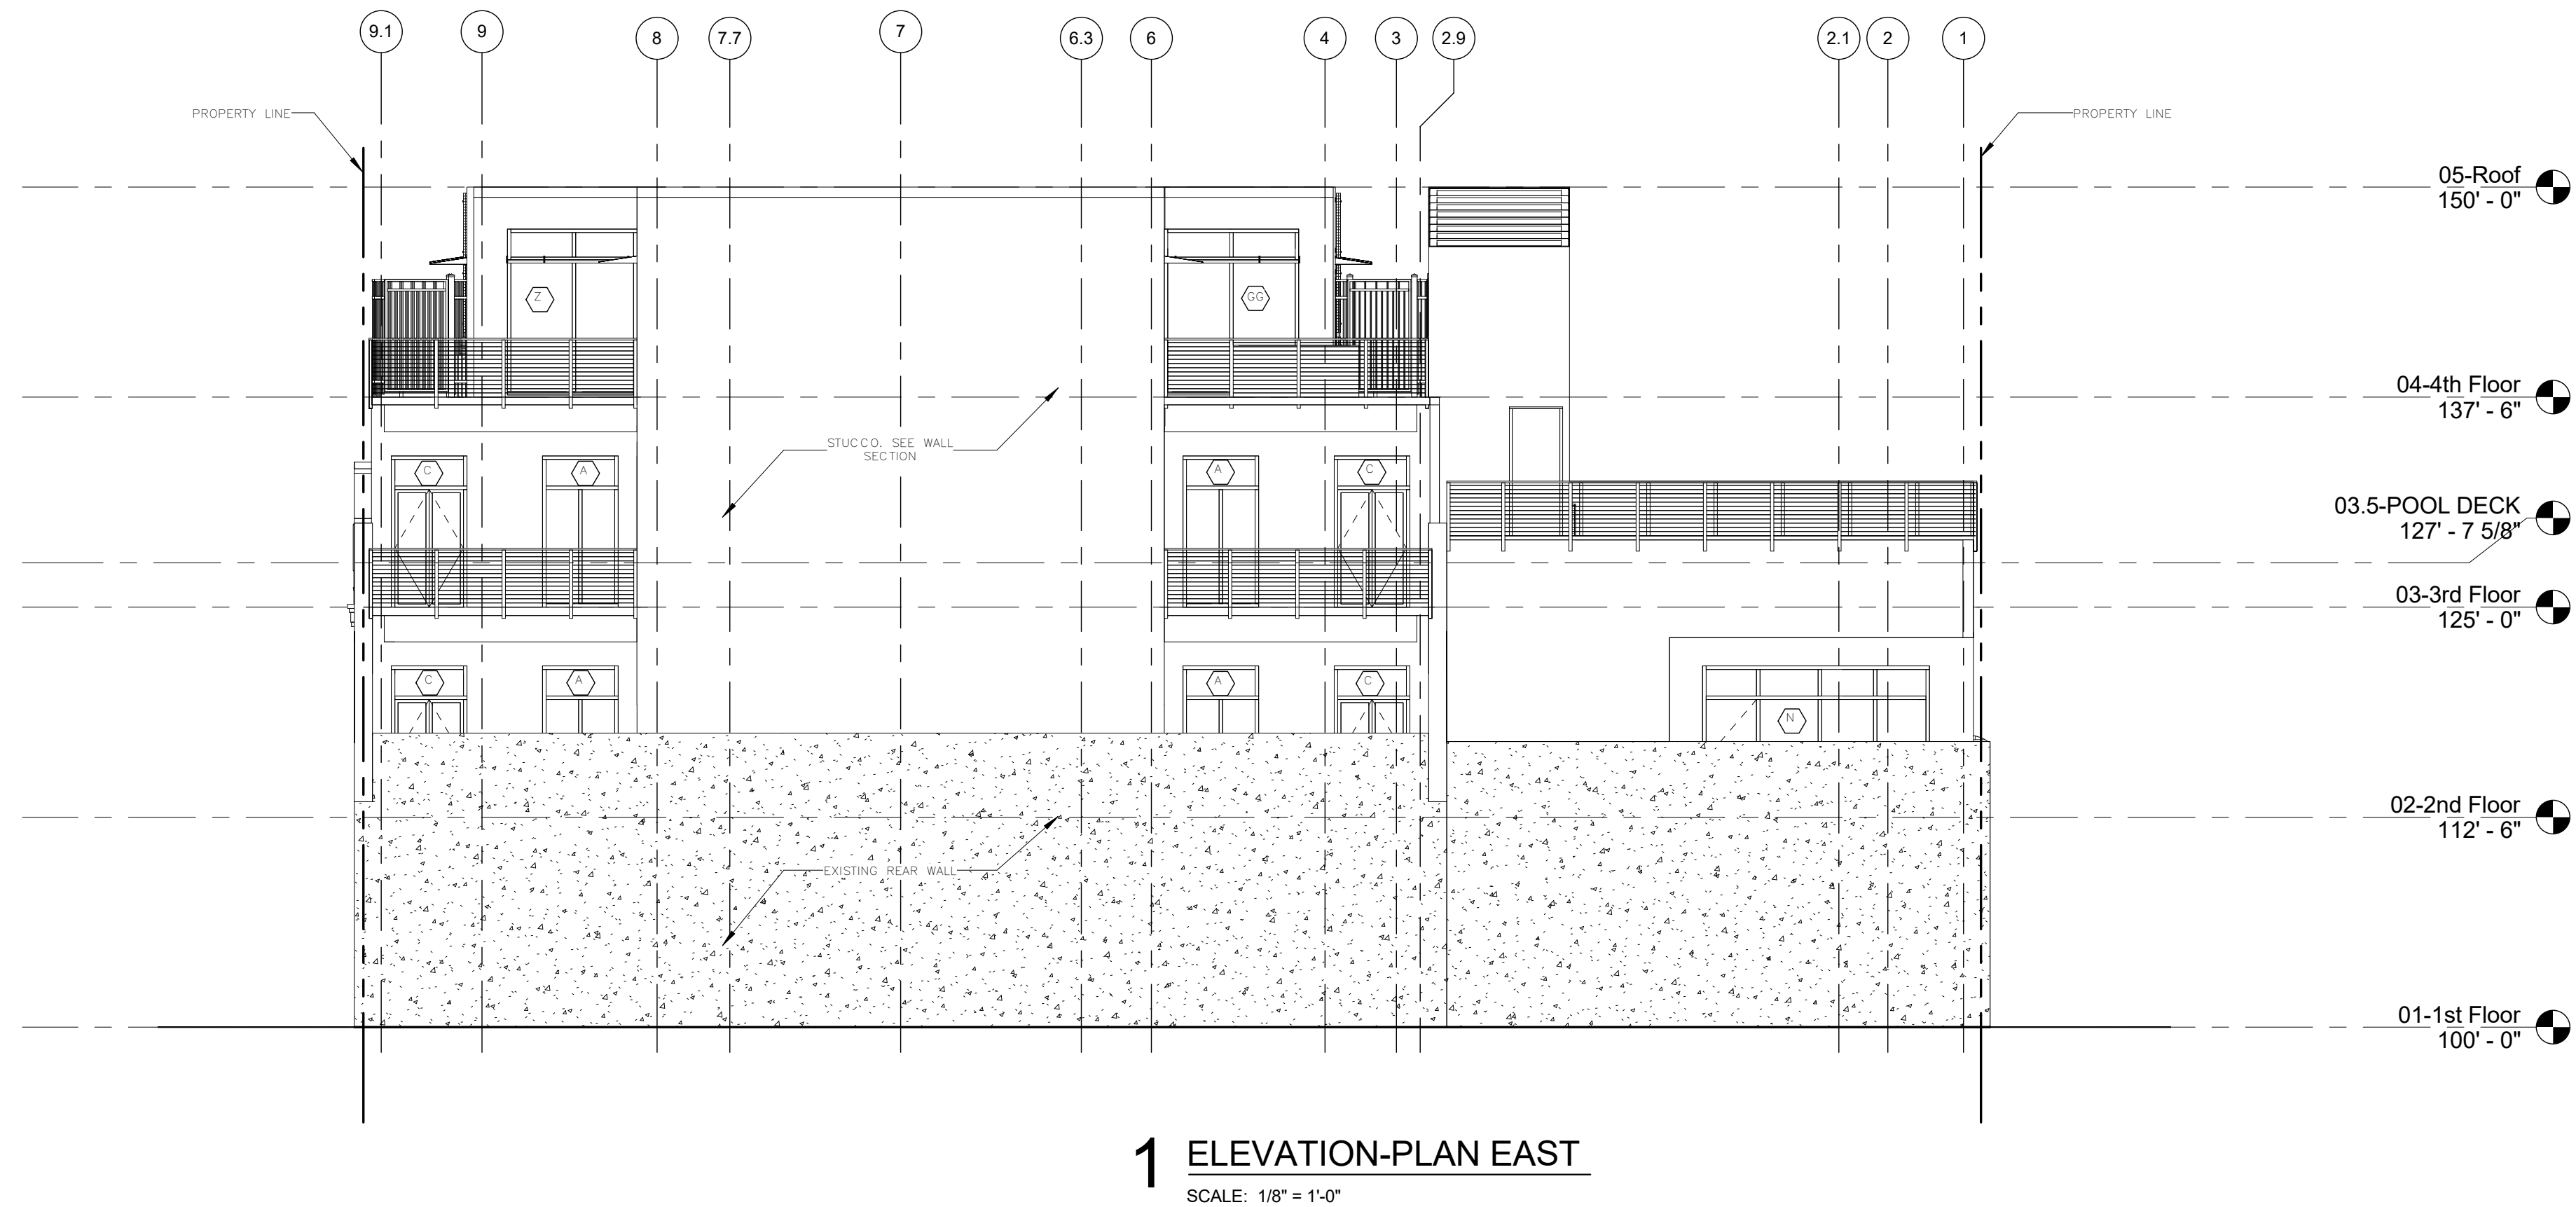 9.1
9
8
7.7
7
6.3
6
4
3
2.9
2.1
2
1
PROPERTY LINE
PROPERTY LINE
05-Roof
150' - 0"
Z
GG
04-4th Floor
137' - 6"
STUCCO. SEE WALL
SECTION
C
A
A
C
03.5-POOL DECK
127' - 7 5/8"
03-3rd Floor
125' - 0"
C
A
A
C
N
02-2nd Floor
112' - 6"
EXISTING REAR WALL
01-1st Floor
100' - 0"
1 ELEVATION-PLAN EAST
SCALE: 1/8" = 1'-0"